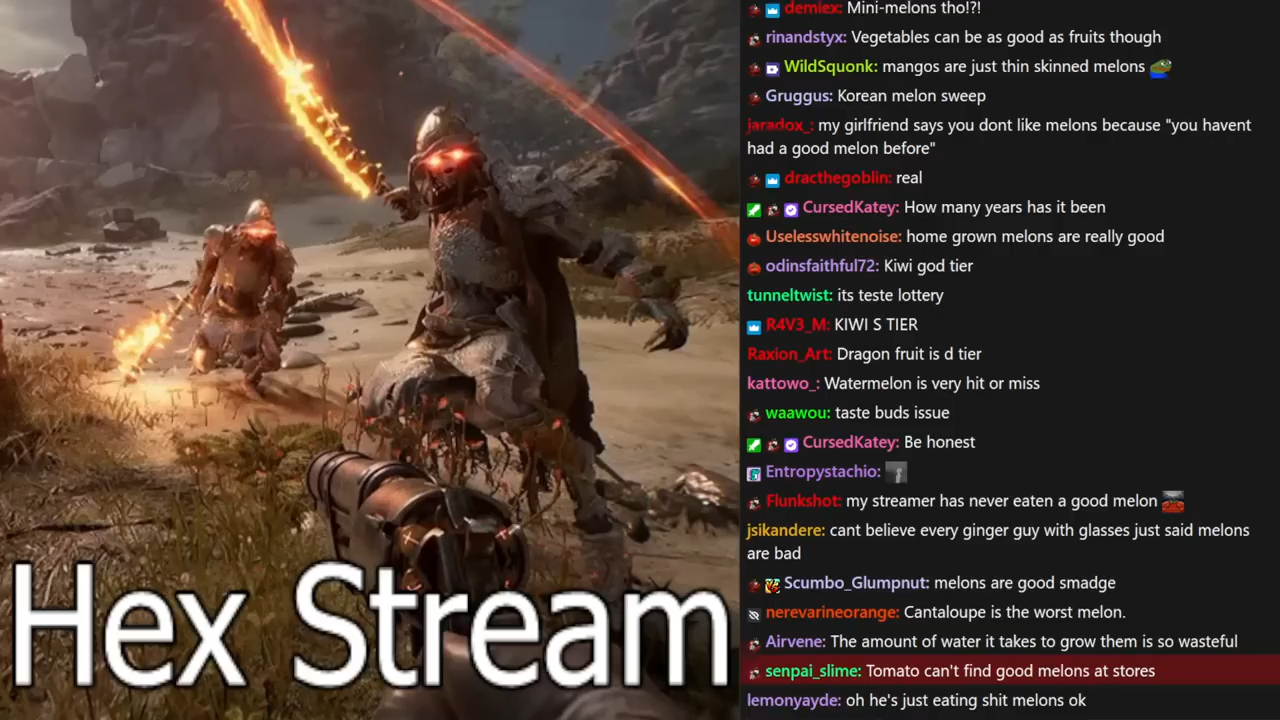 demlex: Mini-melons tho!?!
rinandstyx: Vegetables can be as good as fruits though
WildSquonk: mangos are just thin skinned melons
Gruggus: Korean melon sweep
jaradox_: my girlfriend says you dont like melons because "you havent
had a good melon before"
dracthegoblin: real
CursedKatey: How many years has it been
Uselesswhitenoise: home grown melons are really good
odinsfaithful72: Kiwi god tier
tunneltwist: its teste lottery
R4V3_M: KIWI S TIER
Raxion_Art: Dragon fruit is d tier
kattowo_: Watermelon is very hit or miss
waawou: taste buds issue
CursedKatey: Be honest
Entropystachio:
Flunkshot: my streamer has never eaten a good melon
jsikandere: cant believe every ginger guy with glasses just said melons
are bad
Scumbo_Glumpnut: melons are good smadge
nerevarineorange: Cantaloupe is the worst melon.
Airvene: The amount of water it takes to grow them is so wasteful
senpai_slime: Tomato can't find good melons at stores
lemonyayde: oh he's just eating shit melons ok
Hex Stream